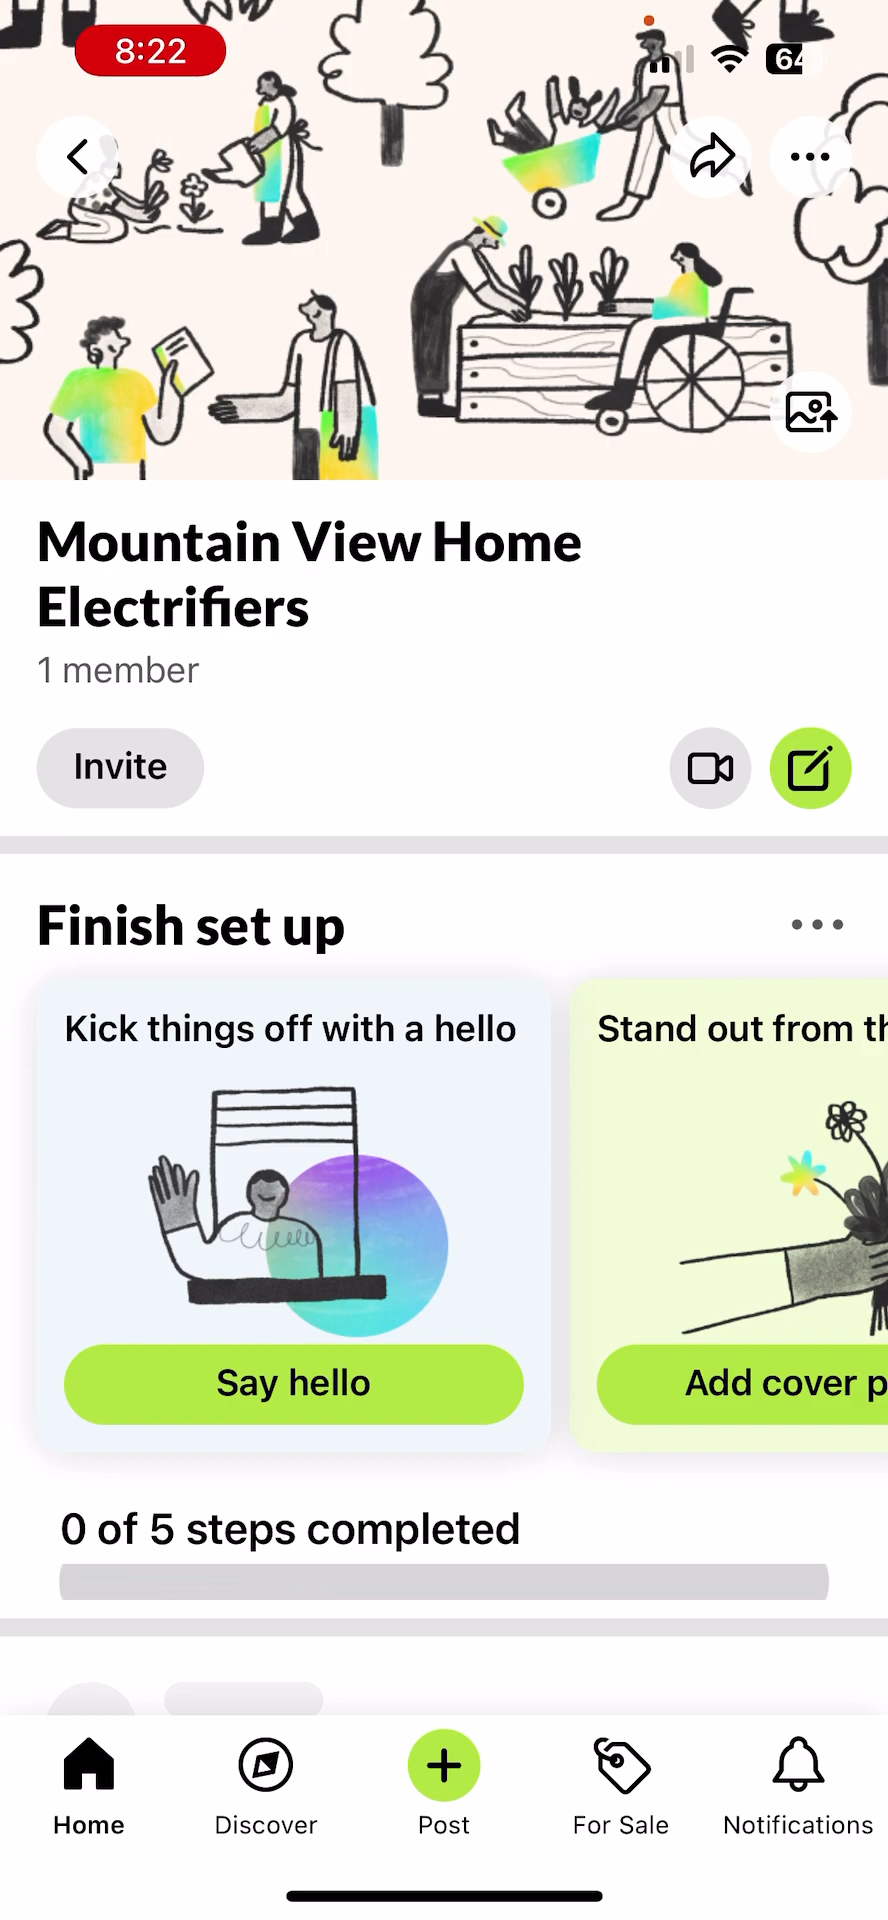 8:22
64
Mountain View Home
Electrifiers
1 member
Invite
Finish set up
Kick things off with a hello
Stand out from th
Say hello
Add cover p
0 of 5 steps completed
Home
Discover
Post
For Sale
Notifications